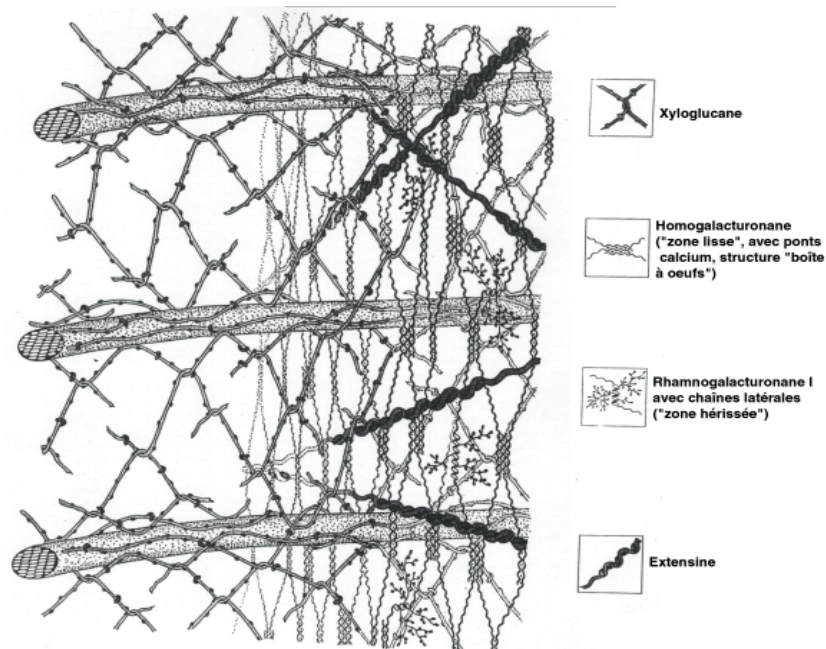 Xyloglucane
Homogalacturonane
("zone lisse", avec ponts
calcium, structure "boîte
à oeufs")
Rhamnogalacturonane I
avec chaînes latérales
("zone hérissée")
Extensine